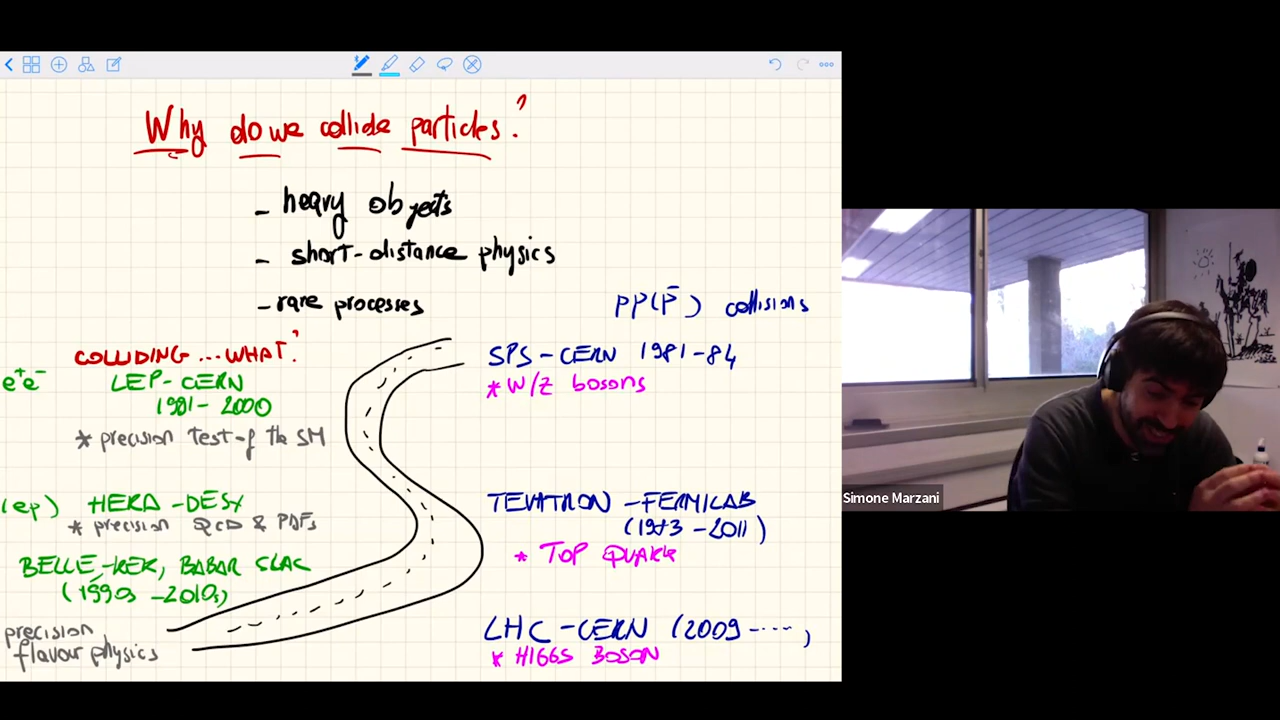 Why do we collide particles?
- heavy objects
- short-distance physics
- rare processes
pp(p̄) collisions
COLLIDING ... WHAT?
e⁺e⁻ LEP-CERN
1981-2000
* precision test of the SM
(ep) HERA-DESY
* precision QCD & PDFs
BELLE-KEK, BABAR SLAC
(1990s-2010s)
precision
flavour physics
SPS-CERN 1981-84
* W/Z bosons
TEVATRON-FERMILAB
(1983-2011)
* TOP QUARK
LHC-CERN (2009 ---- ,
* HIGGS BOSON
Simone Marzani